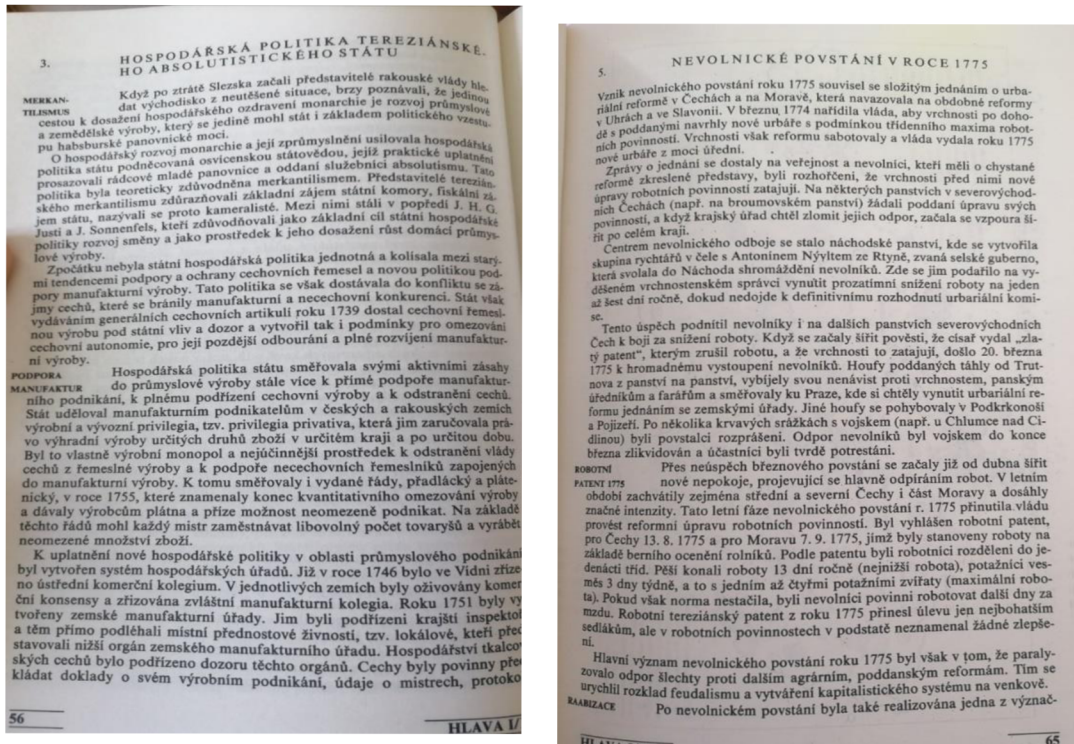 3.
HOSPODÁŘSKÁ POLITIKA TEREZIÁNSKÉ-
HO ABSOLUTISTICKÉHO STÁTU
MERKAN-
TILISMUS
Když po ztrátě Slezska začali představitelé rakouské vlády hle-
dat východisko z neutěšené situace, brzy poznávali, že jedinou
cestou k dosažení hospodářského ozdravení monarchie je rozvoj průmyslové
a zemědělské výroby, který se jedině mohl stát i základem politického vzestu-
pu habsburské panovnické moci.
O hospodářský rozvoj monarchie a její zprůmyslnění usilovala hospodářská
politika státu podněcovaná osvícenskou státovědou, jejíž praktické uplatnění
prosazovali rádcové mladé panovnice a oddaní služebníci absolutismu. Tato
politika byla teoreticky zdůvodněna merkantilismem. Představitelé terezián-
ského merkantilismu zdůrazňovali základní zájem státní komory, fiskální zá-
jem státu, nazývali se proto kameralisté. Mezi nimi stáli v popředí J. H. G.
Justi a J. Sonnenfels, kteří zdůvodňovali jako základní cíl státní hospodářské
politiky rozvoj směny a jako prostředek k jeho dosažení růst domácí průmys-
lové výroby.
Zpočátku nebyla státní hospodářská politika jednotná a kolísala mezi starý-
mi tendencemi podpory a ochrany cechovních řemesel a novou politikou pod-
pory manufakturní výroby. Tato politika se však dostávala do konfliktu se zá-
jmy cechů, které se bránily manufakturní a necechovní konkurenci. Stát však
vydáváním generálních cechovních artikulí roku 1739 dostal cechovní řemesl-
nou výrobu pod státní vliv a dozor a vytvořil tak i podmínky pro omezování
cechovní autonomie, pro její pozdější odbourání a plné rozvíjení manufaktur-
ní výroby.
PODPORA
MANUFAKTUR
Hospodářská politika státu směřovala svými aktivními zásahy
do průmyslové výroby stále více k přímé podpoře manufaktur-
ního podnikání, k plnému podřízení cechovní výroby a k odstranění cechů.
Stát uděloval manufakturním podnikatelům v českých a rakouských zemích
výrobní a vývozní privilegia, tzv. privilegia privativa, která jim zaručovala prá-
vo výhradní výroby určitých druhů zboží v určitém kraji a po určitou dobu.
Byl to vlastně výrobní monopol a nejúčinnější prostředek k odstranění vlády
cechů z řemeslné výroby a k podpoře necechovních řemeslníků zapojených
do manufakturní výroby. K tomu směřovaly i vydané řády, přadlácký a pláte-
nický, v roce 1755, které znamenaly konec kvantitativního omezování výroby
a dávaly výrobcům plátna a příze možnost neomezeně podnikat. Na základě
těchto řádů mohl každý mistr zaměstnávat libovolný počet tovaryšů a vyrábět
neomezené množství zboží.
K uplatnění nové hospodářské politiky v oblasti průmyslového podnikání
byl vytvořen systém hospodářských úřadů. Již v roce 1746 bylo ve Vídni zříze
no ústřední komerční kolegium. V jednotlivých zemích byly oživovány komer
ční konsensy a zřizována zvláštní manufakturní kolegia. Roku 1751 byly vy
tvořeny zemské manufakturní úřady. Jim byli podřízeni krajští inspekto
a těm přímo podléhali místní přednostové živností, tzv. lokálové, kteří pře
stavovali nižší orgán zemského manufakturního úřadu. Hospodářství tkalco
ských cechů bylo podřízeno dozoru těchto orgánů. Cechy byly povinny pře
kládat doklady o svém výrobním podnikání, údaje o mistrech, protoko
56
HLAVA I/
5.
NEVOLNICKÉ POVSTÁNÍ V ROCE 1775
Vznik nevolnického povstání roku 1775 souvisel se složitým jednáním o urba-
riální reformě v Čechách a na Moravě, která navazovala na obdobné reformy
v Uhrách a ve Slavonii. V březnu 1774 nařídila vláda, aby vrchnosti po doho-
dě s poddanými navrhly nové urbáře s podmínkou třídenního maxima robot-
ních povinností. Vrchnosti však reformu sabotovaly a vláda vydala roku 1775
nové urbáře z moci úřední.
Zprávy o jednání se dostaly na veřejnost a nevolníci, kteří měli o chystané
reformě zkreslené představy, byli rozhořčeni, že vrchnosti před nimi nové
úpravy robotních povinností zatajují. Na některých panstvích v severovýchod-
ních Čechách (např. na broumovském panství) žádali poddaní úpravu svých
povinností, a když krajský úřad chtěl zlomit jejich odpor, začala se vzpoura ší-
řit po celém kraji.
Centrem nevolnického odboje se stalo náchodské panství, kde se vytvořila
skupina rychtářů v čele s Antonínem Nývltem ze Rtyně, zvaná selské guberno,
která svolala do Náchoda shromáždění nevolníků. Zde se jim podařilo na vy-
děšeném vrchnostenském správci vynutit prozatímní snížení roboty na jeden
až šest dní ročně, dokud nedojde k definitivnímu rozhodnutí urbariální komi-
se.
Tento úspěch podnítil nevolníky i na dalších panstvích severovýchodních
Čech k boji za snížení roboty. Když se začaly šířit pověsti, že císař vydal „zla-
tý patent“, kterým zrušil robotu, a že vrchnosti to zatajují, došlo 20. března
1775 k hromadnému vystoupení nevolníků. Houfy poddaných táhly od Trut-
nova z panství na panství, vybíjely svou nenávist proti vrchnostem, panským
úředníkům a farářům a směřovaly ku Praze, kde si chtěly vynutit urbariální re-
formu jednáním se zemskými úřady. Jiné houfy se pohybovaly v Podkrkonoší
a Pojizeří. Po několika krvavých srážkách s vojskem (např. u Chlumce nad Ci-
dlinou) byli povstalci rozprášeni. Odpor nevolníků byl vojskem do konce
března zlikvidován a účastníci byli tvrdě potrestáni.
ROBOTNÍ
PATENT 1775
Přes neúspěch březnového povstání se začaly již od dubna šířit
nové nepokoje, projevující se hlavně odpíráním robot. V letním
období zachvátily zejména střední a severní Čechy i část Moravy a dosáhly
značné intenzity. Tato letní fáze nevolnického povstání r. 1775 přinutila vládu
provést reformní úpravu robotních povinností. Byl vyhlášen robotní patent,
pro Čechy 13. 8. 1775 a pro Moravu 7. 9. 1775, jímž byly stanoveny roboty na
základě berního ocenění rolníků. Podle patentu byli robotníci rozděleni do je-
denácti tříd. Pěší konali roboty 13 dní ročně (nejnižší robota), potažníci ves-
měs 3 dny týdně, a to s jedním až čtyřmi potažními zvířaty (maximální robo-
ta). Pokud však norma nestačila, byli nevolníci povinni robotovat další dny za
mzdu. Robotní tereziánský patent z roku 1775 přinesl úlevu jen nejbohatším
sedlákům, ale v robotních povinnostech v podstatě neznamenal žádné zlepše-
ní.
Hlavní význam nevolnického povstání roku 1775 byl však v tom, že paraly-
zovalo odpor šlechty proti dalším agrárním, poddanským reformám. Tím se
urychlil rozklad feudalismu a vytváření kapitalistického systému na venkově.
RAABIZACE
Po nevolnickém povstání byla také realizována jedna z význač-
65